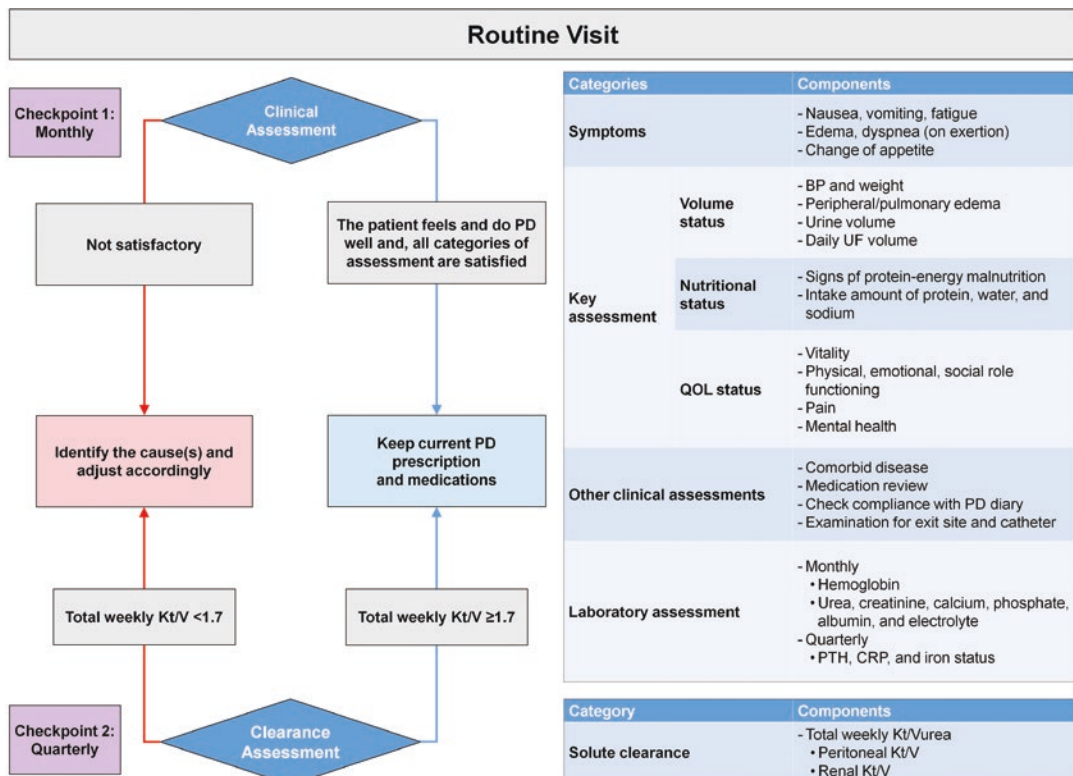 Routine Visit
Checkpoint 1:
Monthly
Clinical
Assessment
Not satisfactory
The patient feels and do PD
well and, all categories of
assessment are satisfied
Identify the cause(s) and
adjust accordingly
Keep current PD
prescription
and medications
Total weekly Kt/V <1.7
Total weekly Kt/V ≥1.7
Checkpoint 2:
Quarterly
Clearance
Assessment
Categories
Components
Symptoms
- Nausea, vomiting, fatigue
- Edema, dyspnea (on exertion)
- Change of appetite
Key
assessment
Volume
status
- BP and weight
- Peripheral/pulmonary edema
- Urine volume
- Daily UF volume
Nutritional
status
- Signs pf protein-energy malnutrition
- Intake amount of protein, water, and
sodium
QOL status
- Vitality
- Physical, emotional, social role
functioning
- Pain
- Mental health
Other clinical assessments
- Comorbid disease
- Medication review
- Check compliance with PD diary
- Examination for exit site and catheter
Laboratory assessment
- Monthly
• Hemoglobin
• Urea, creatinine, calcium, phosphate,
albumin, and electrolyte
- Quarterly
• PTH, CRP, and iron status
Category
Components
Solute clearance
- Total weekly Kt/Vurea
• Peritoneal Kt/V
• Renal Kt/V